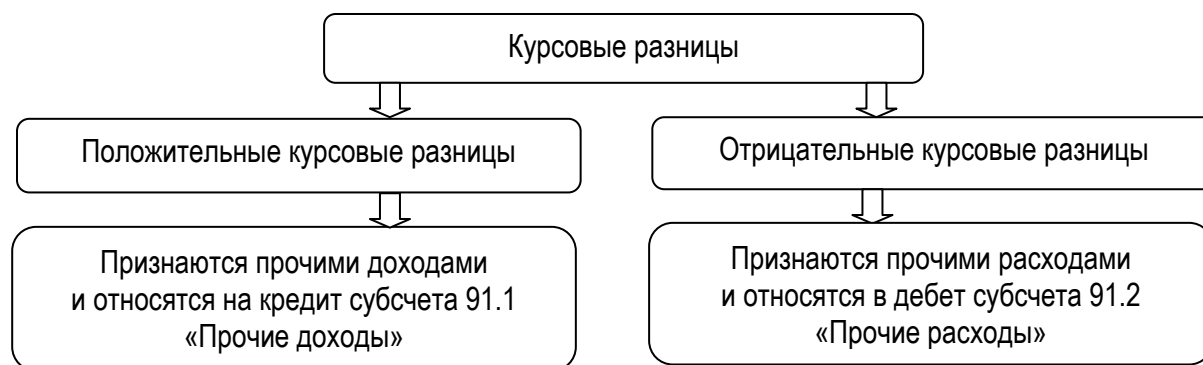 Курсовые разницы
Положительные курсовые разницы
Отрицательные курсовые разницы
Признаются прочими доходами
и относятся на кредит субсчета 91.1
«Прочие доходы»
Признаются прочими расходами
и относятся в дебет субсчета 91.2
«Прочие расходы»